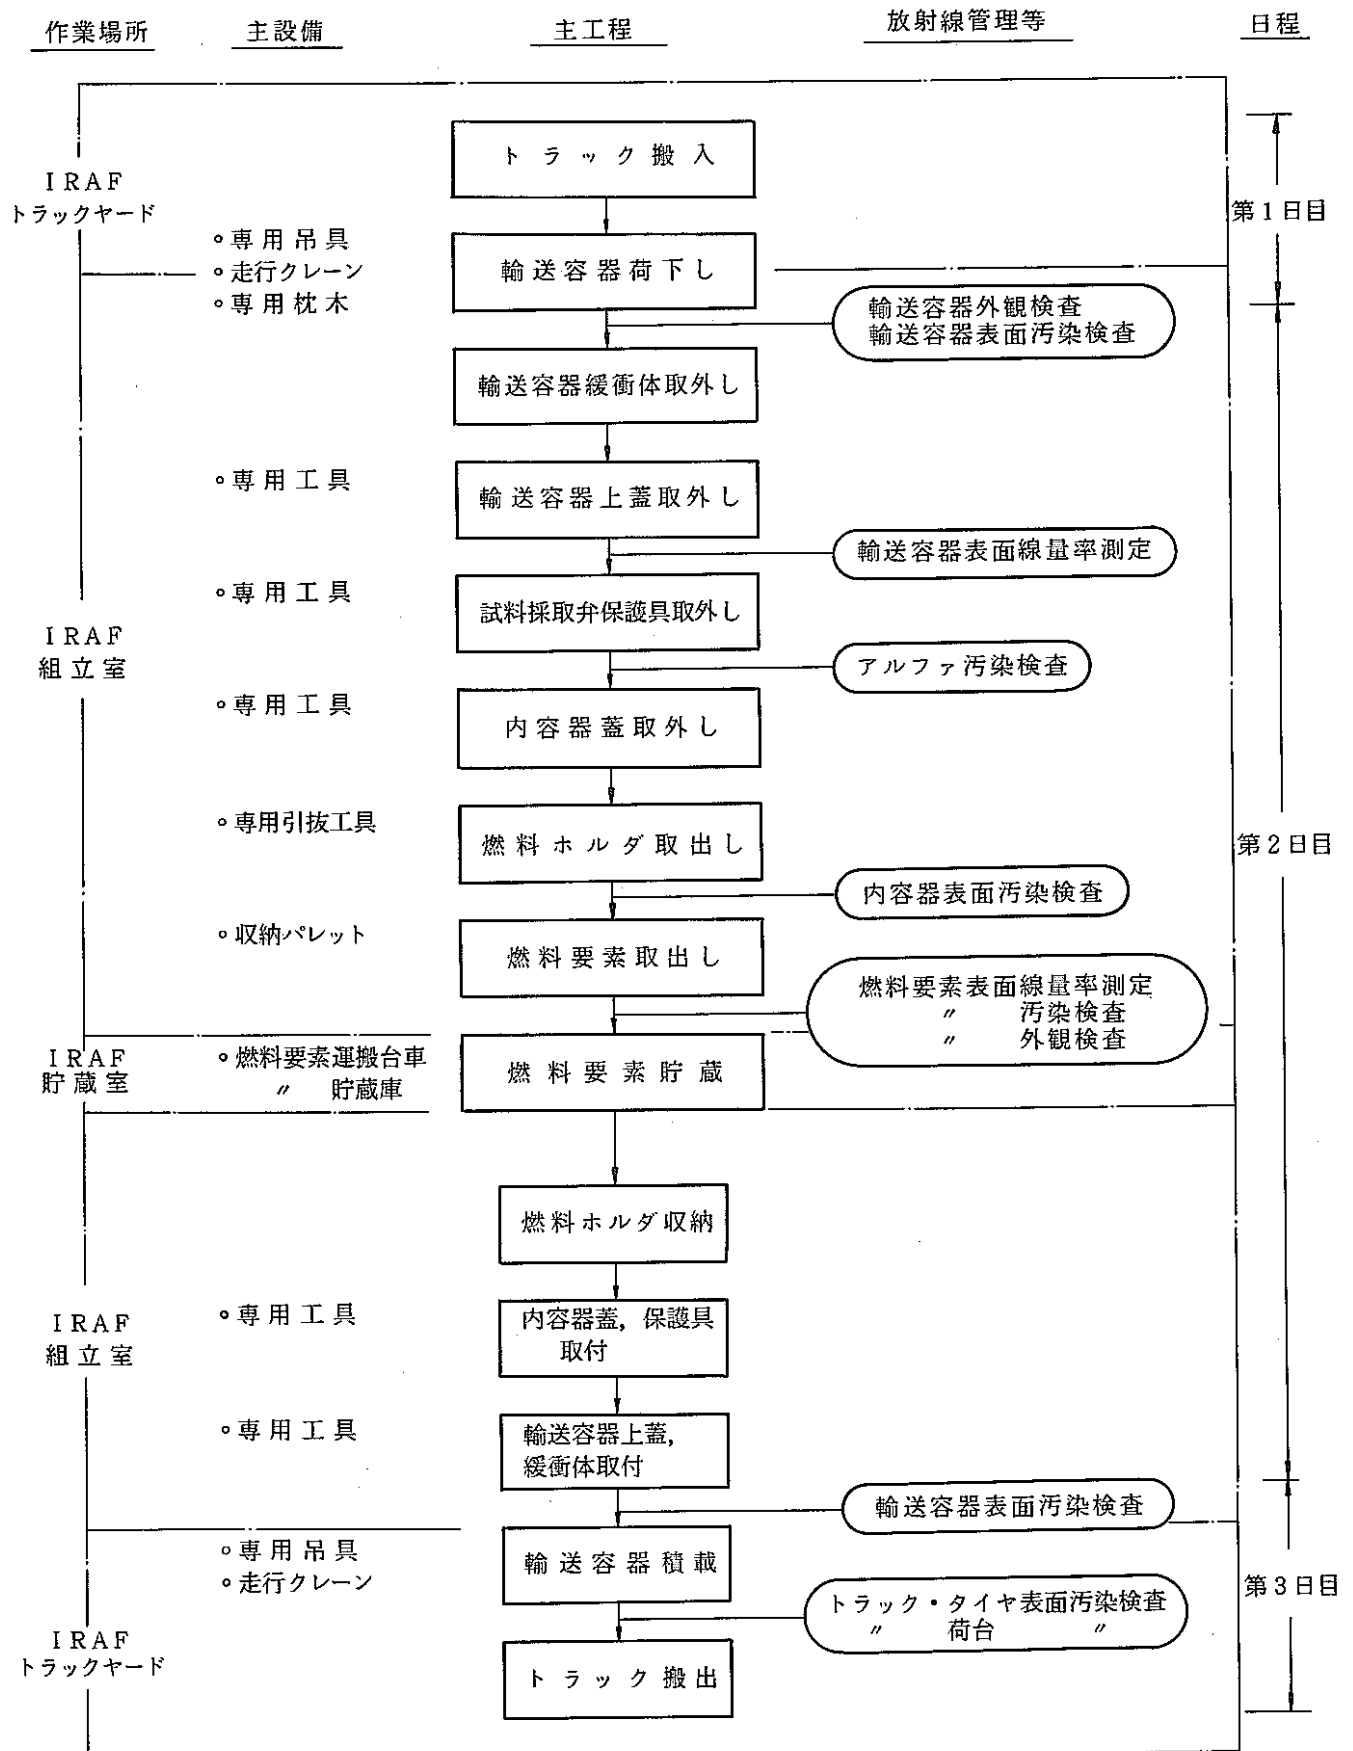 作業場所 主設備 主工程 放射線管理等 日程
トラック搬入
IRAF
トラックヤード
第1日目
。専用吊具
。走行クレーン
。専用枕木
輸送容器荷下し
輸送容器外観検査
輸送容器表面汚染検査
輸送容器緩衝体取外し
。専用工具
輸送容器上蓋取外し
輸送容器表面線量率測定
。専用工具
試料採取弁保護具取外し
IRAF
組立室
アルファ汚染検査
。専用工具
内容器蓋取外し
。専用引抜工具
燃料ホルダ取出し
第2日目
内容器表面汚染検査
。収納パレット
燃料要素取出し
燃料要素表面線量率測定
〃 汚染検査
〃 外観検査
IRAF
貯蔵室
。燃料要素運搬台車
〃 貯蔵庫
燃料要素貯蔵
燃料ホルダ収納
IRAF
組立室
。専用工具
内容器蓋，保護具
取付
。専用工具
輸送容器上蓋，
緩衝体取付
輸送容器表面汚染検査
。専用吊具
。走行クレーン
輸送容器積載
第3日目
トラック・タイヤ表面汚染検査
〃 荷台 〃
IRAF
トラックヤード
トラック搬出